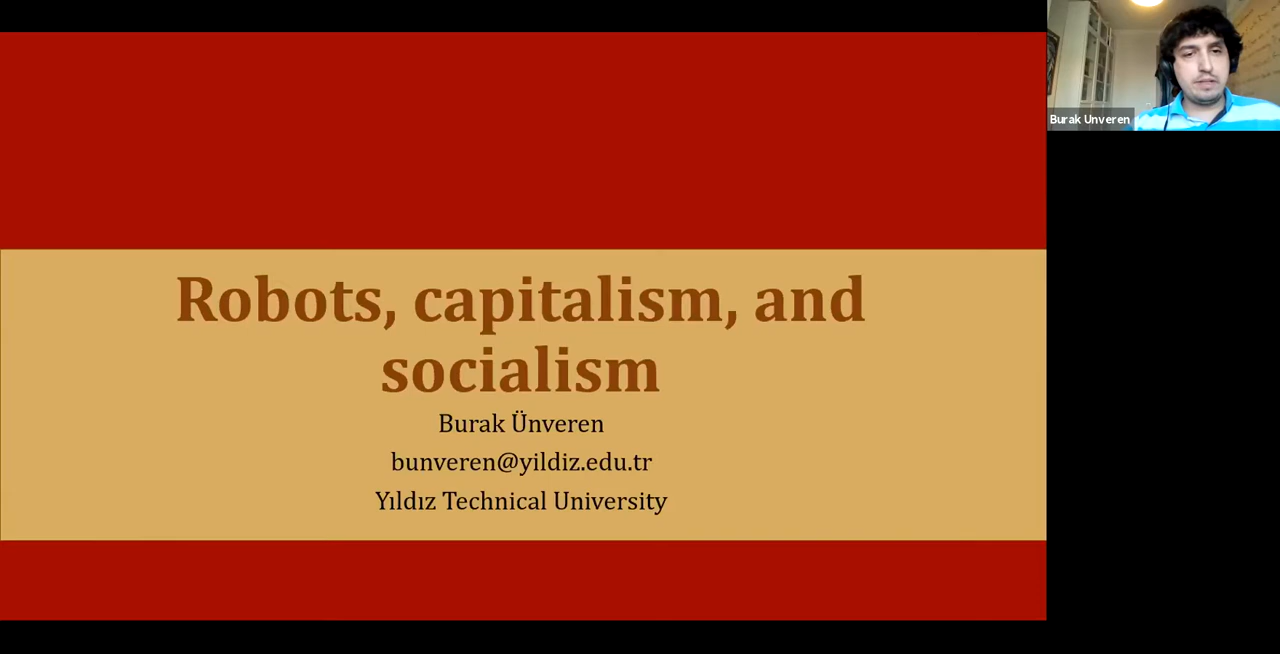 Robots, capitalism, and
socialism
Burak Ünveren
bunveren@yildiz.edu.tr
Yıldız Technical University
Burak Unveren